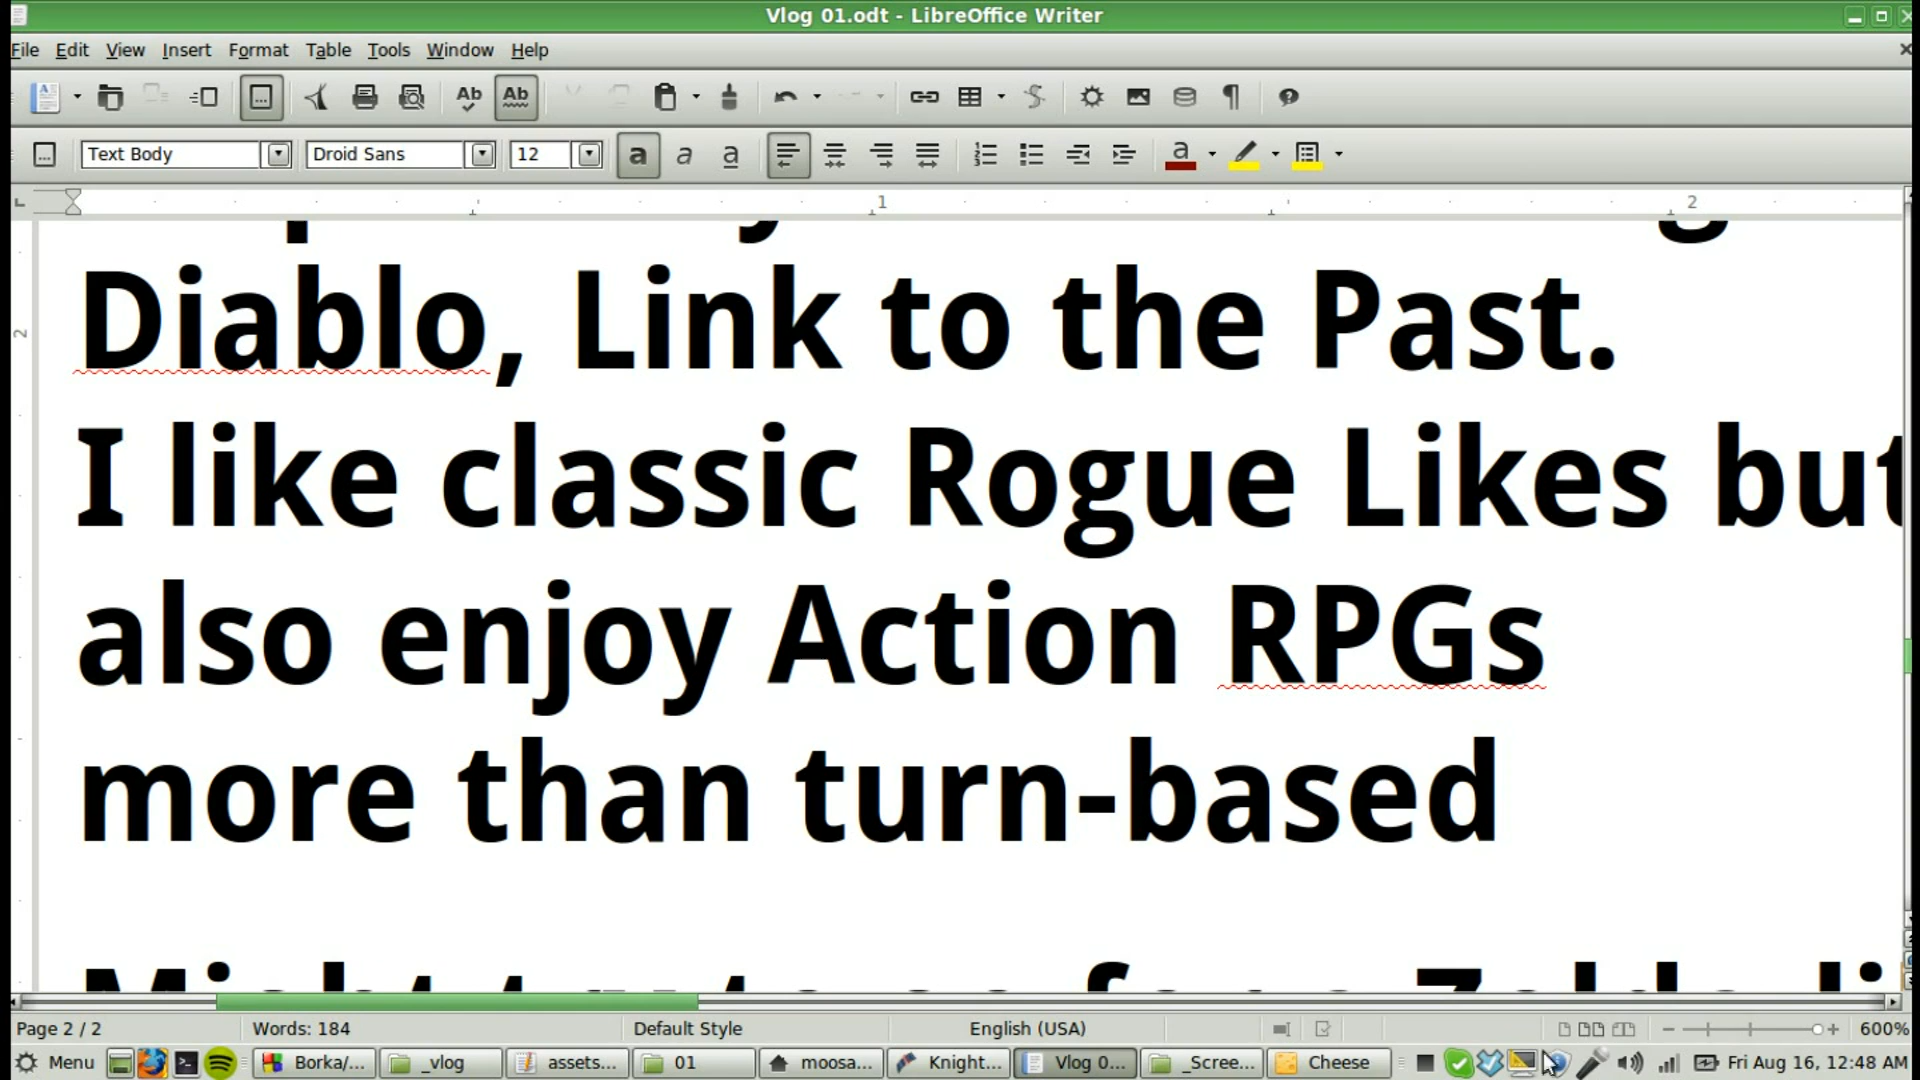 Vlog 01.odt - LibreOffice Writer
File Edit View Insert Format Table Tools Window Help
Text Body Droid Sans 12
1 2
2
Diablo, Link to the Past.
I like classic Rogue Likes but
also enjoy Action RPGs
more than turn-based
Page 2 / 2 Words: 184 Default Style English (USA) 600%
Menu Borka/... _vlog assets... 01 moosa... Knight... Vlog 0... _Scree... Cheese Fri Aug 16, 12:48 AM